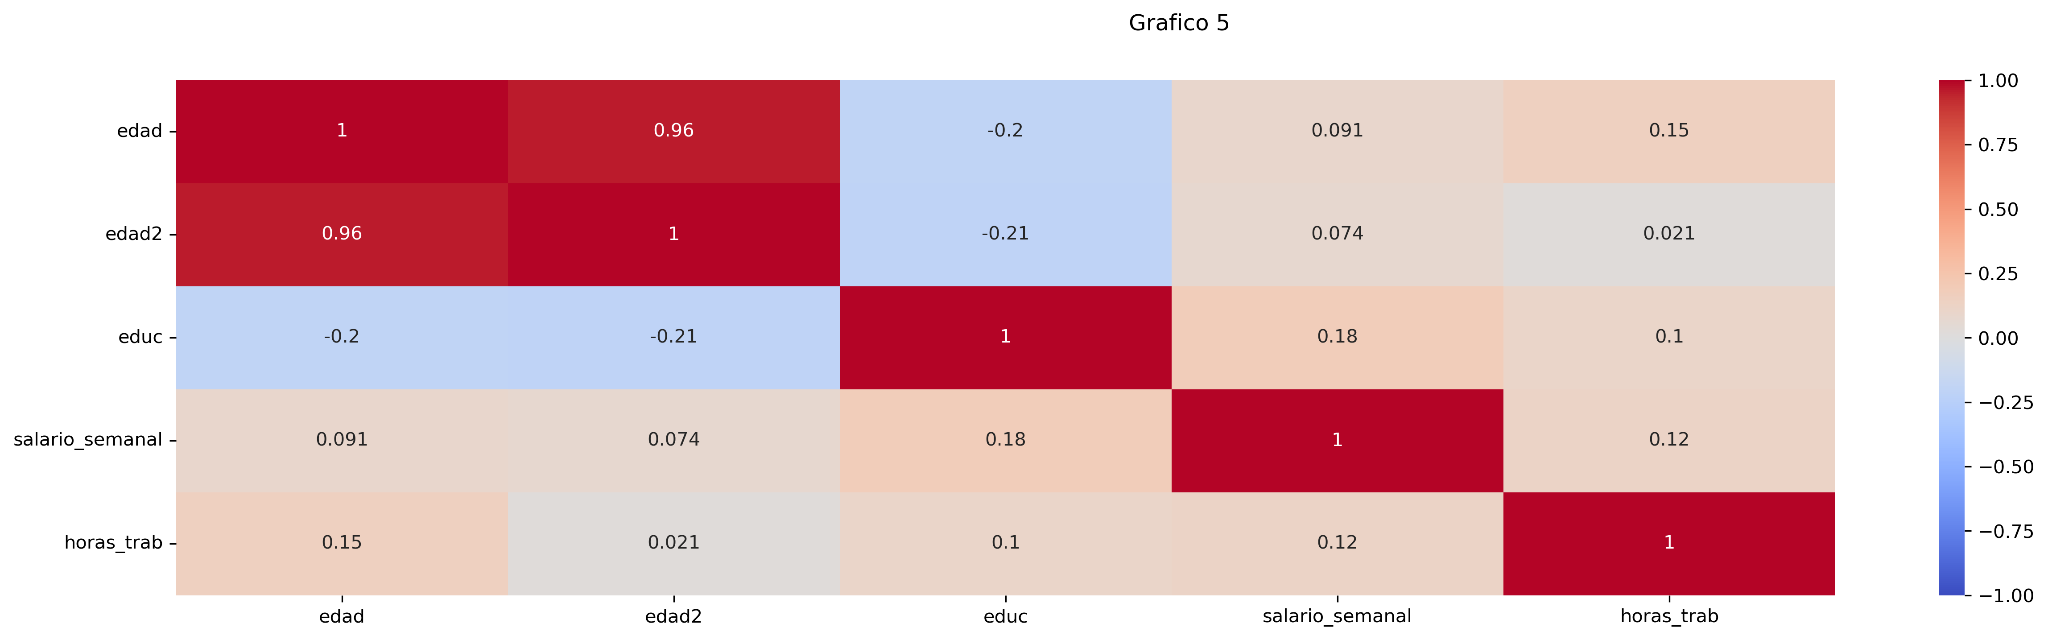 Grafico 5
edad 1 0.96 -0.2 0.091 0.15
edad2 0.96 1 -0.21 0.074 0.021
educ -0.2 -0.21 1 0.18 0.1
salario_semanal 0.091 0.074 0.18 1 0.12
horas_trab 0.15 0.021 0.1 0.12 1
edad edad2 educ salario_semanal horas_trab
1.00
0.75
0.50
0.25
0.00
−0.25
−0.50
−0.75
−1.00